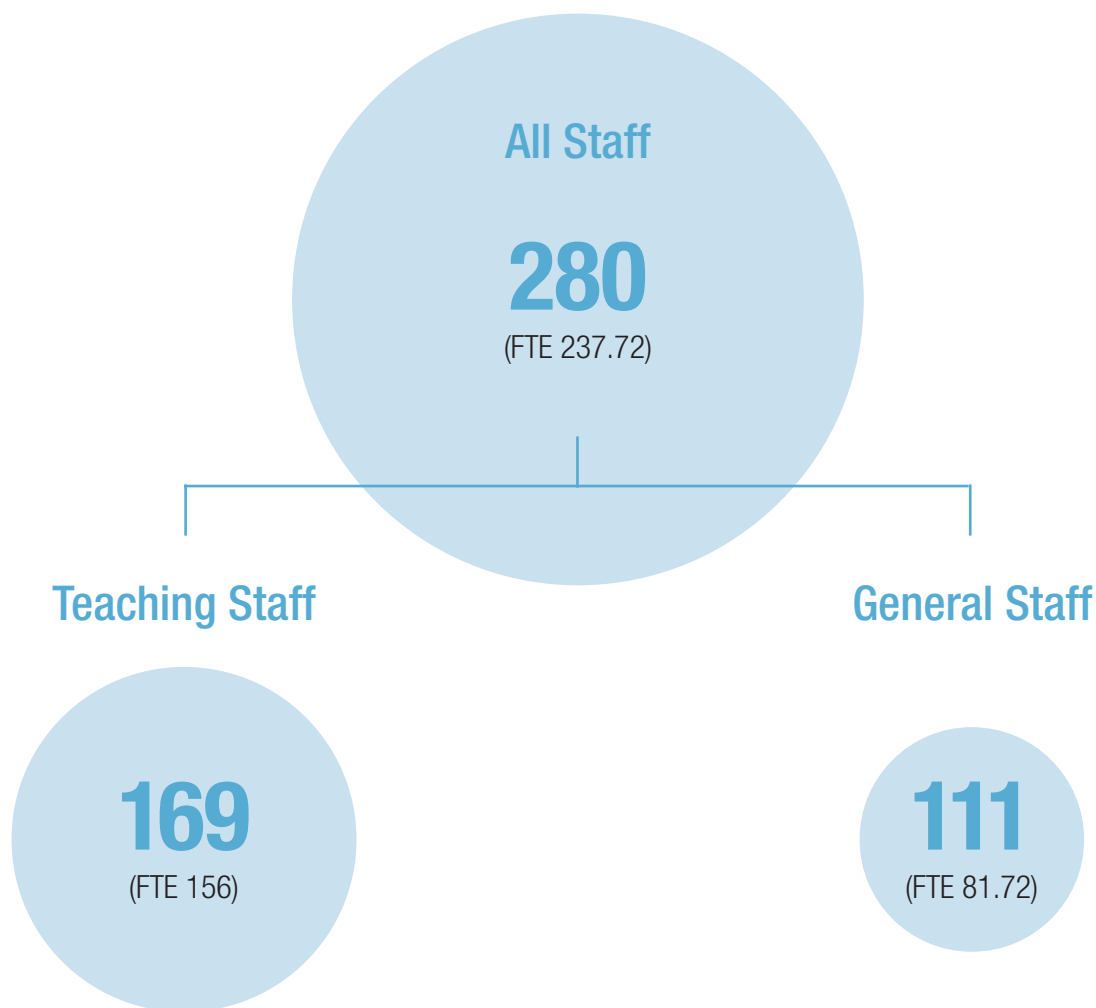 All Staff
280
(FTE 237.72)
Teaching Staff
General Staff
169
(FTE 156)
111
(FTE 81.72)